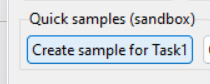 Quick samples (sandbox)
Create sample for Task1